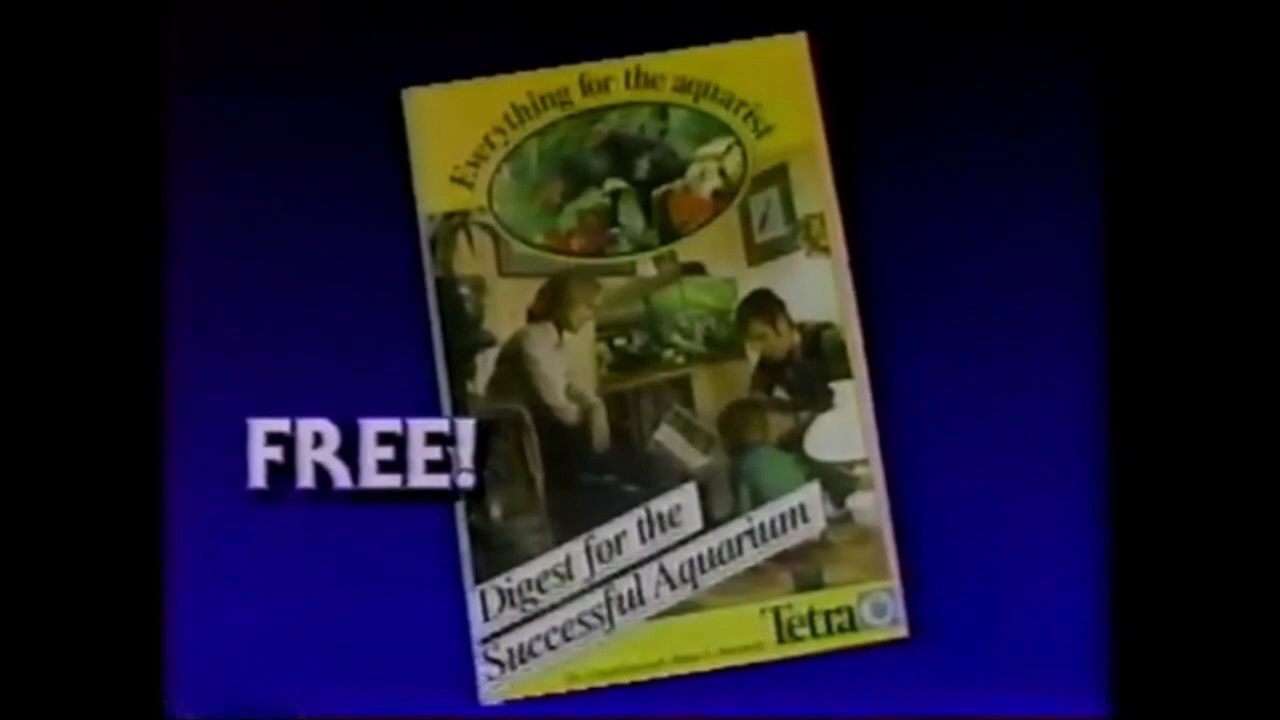 Everything for the aquarist
FREE!
Digest for the
Successful Aquarium
Tetra